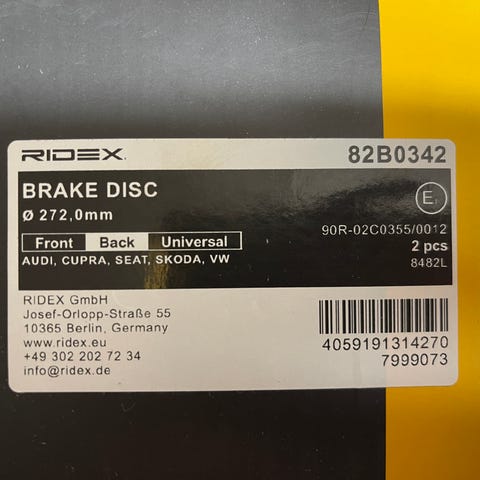 RIDEX
82B0342
BRAKE DISC
Ø 272,0mm
90R-02C0355/0012
Front Back Universal
2 pcs
AUDI, CUPRA, SEAT, SKODA, VW
8482L
RIDEX GmbH
Josef-Orlopp-Straße 55
10365 Berlin, Germany
www.ridex.eu
+49 302 202 72 34
info@ridex.de
4059191314270
7999073